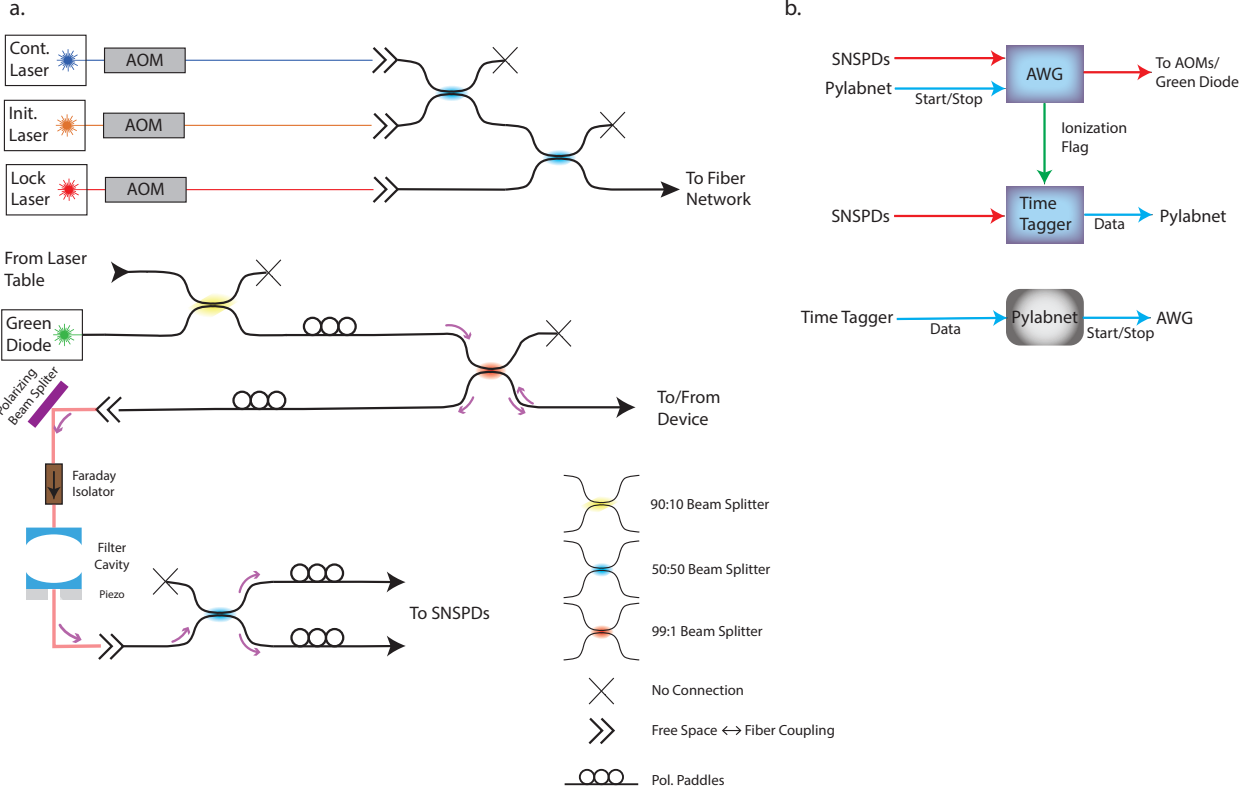 a.
Cont.
Laser
AOM
Init.
Laser
AOM
Lock
Laser
AOM
To Fiber
Network
From Laser
Table
Green
Diode
Polarizing
Beam Spliter
To/From
Device
Faraday
Isolator
Filter
Cavity
Piezo
To SNSPDs
90:10 Beam Splitter
50:50 Beam Splitter
99:1 Beam Splitter
No Connection
Free Space ↔ Fiber Coupling
Pol. Paddles
b.
SNSPDs
Pylabnet
Start/Stop
AWG
To AOMs/
Green Diode
Ionization
Flag
SNSPDs
Time
Tagger
Data
Pylabnet
Time Tagger
Data
Pylabnet
Start/Stop
AWG